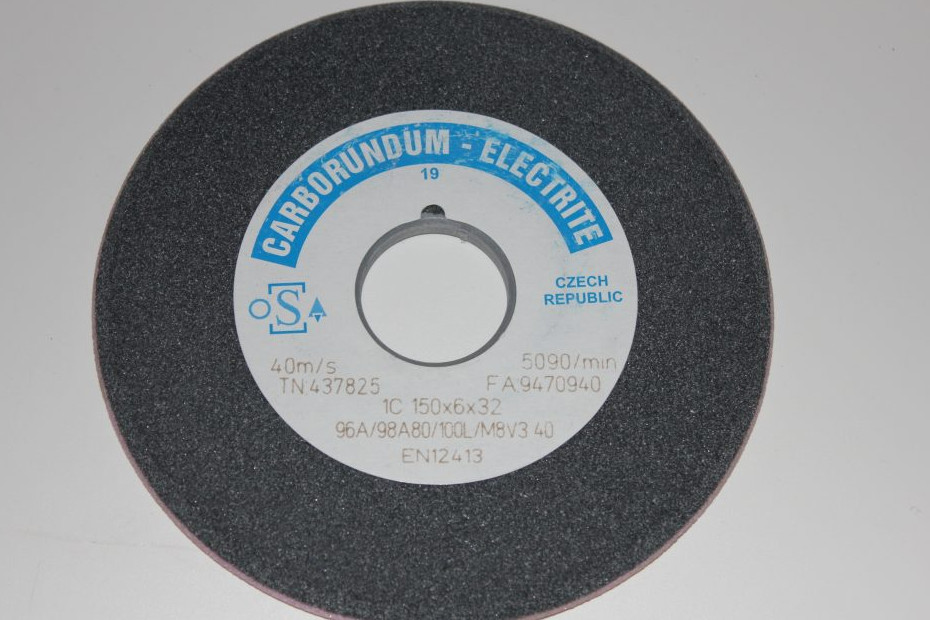 CARBORUNDUM - ELECTRITE
19
CZECH
REPUBLIC
S
40m/s 5090/min
TN:437825 FA:9470940
1C 150x6x32
96A/98A80/100L/M8V3 40
EN12413